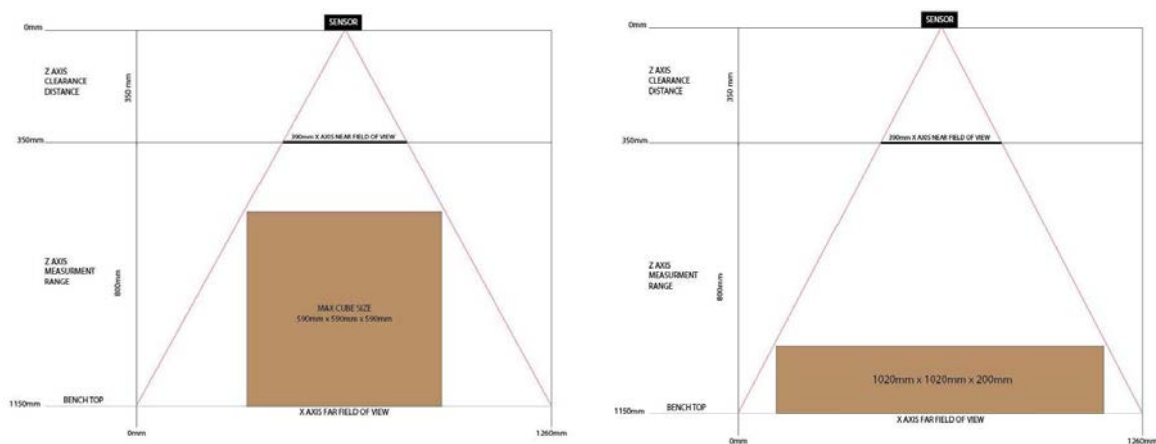 SENSOR
0mm
Z AXIS
CLEARANCE
DISTANCE
350 mm
350mm
390mm X AXIS NEAR FIELD OF VIEW
Z AXIS
MEASURMENT
RANGE
800mm
MAX CUBE SIZE
590mm x 590mm x 590mm
1150mm
BENCH TOP
X AXIS FAR FIELD OF VIEW
0mm
1260mm
SENSOR
0mm
Z AXIS
CLEARANCE
DISTANCE
350 mm
350mm
390mm X AXIS NEAR FIELD OF VIEW
Z AXIS
MEASURMENT
RANGE
800mm
1020mm x 1020mm x 200mm
1150mm
BENCH TOP
X AXIS FAR FIELD OF VIEW
0mm
1260mm